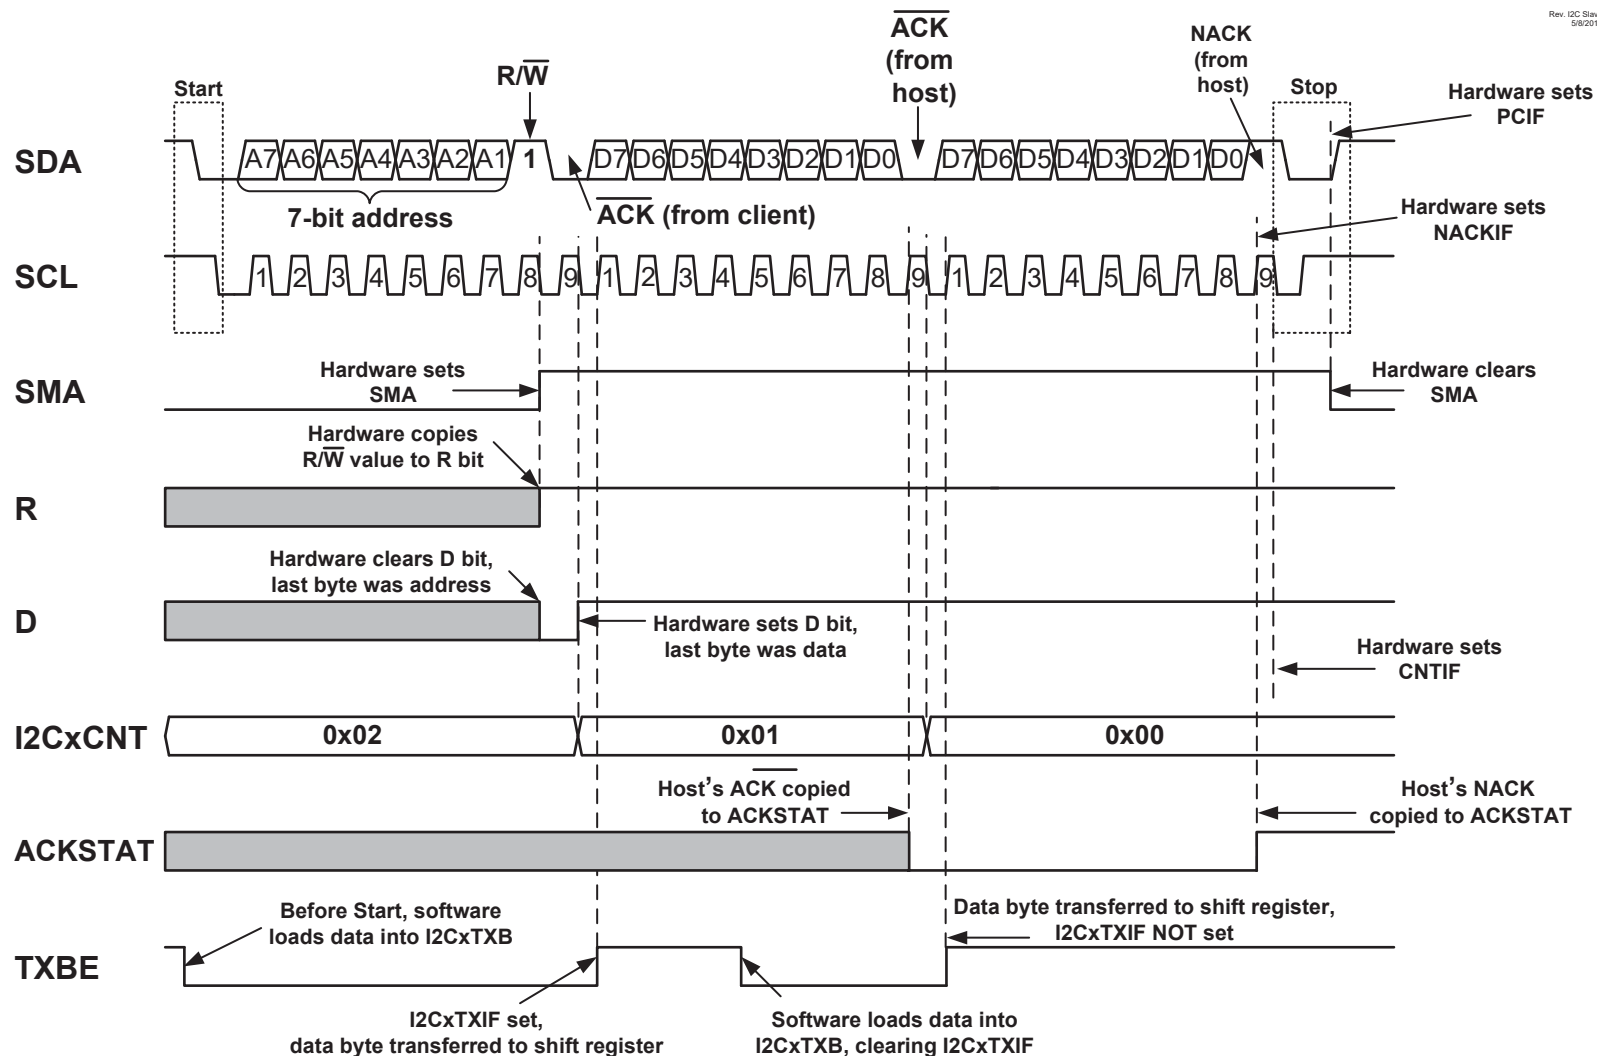 Rev. I2C Slav
5/8/201
ACK
(from
host)
NACK
(from
host)
R/W
Start
Stop
Hardware sets
PCIF
SDA
A7 A6 A5 A4 A3 A2 A1 1 D7 D6 D5 D4 D3 D2 D1 D0 D7 D6 D5 D4 D3 D2 D1 D0
7-bit address
ACK (from client)
Hardware sets
NACKIF
SCL
1 2 3 4 5 6 7 8 9 1 2 3 4 5 6 7 8 9 1 2 3 4 5 6 7 8 9
SMA
Hardware sets
SMA
Hardware clears
SMA
Hardware copies
R/W value to R bit
R
Hardware clears D bit,
last byte was address
D
Hardware sets D bit,
last byte was data
Hardware sets
CNTIF
I2CxCNT
0x02 0x01 0x00
Host's ACK copied
to ACKSTAT
Host's NACK
copied to ACKSTAT
ACKSTAT
Before Start, software
loads data into I2CxTXB
Data byte transferred to shift register,
I2CxTXIF NOT set
TXBE
I2CxTXIF set,
data byte transferred to shift register
Software loads data into
I2CxTXB, clearing I2CxTXIF